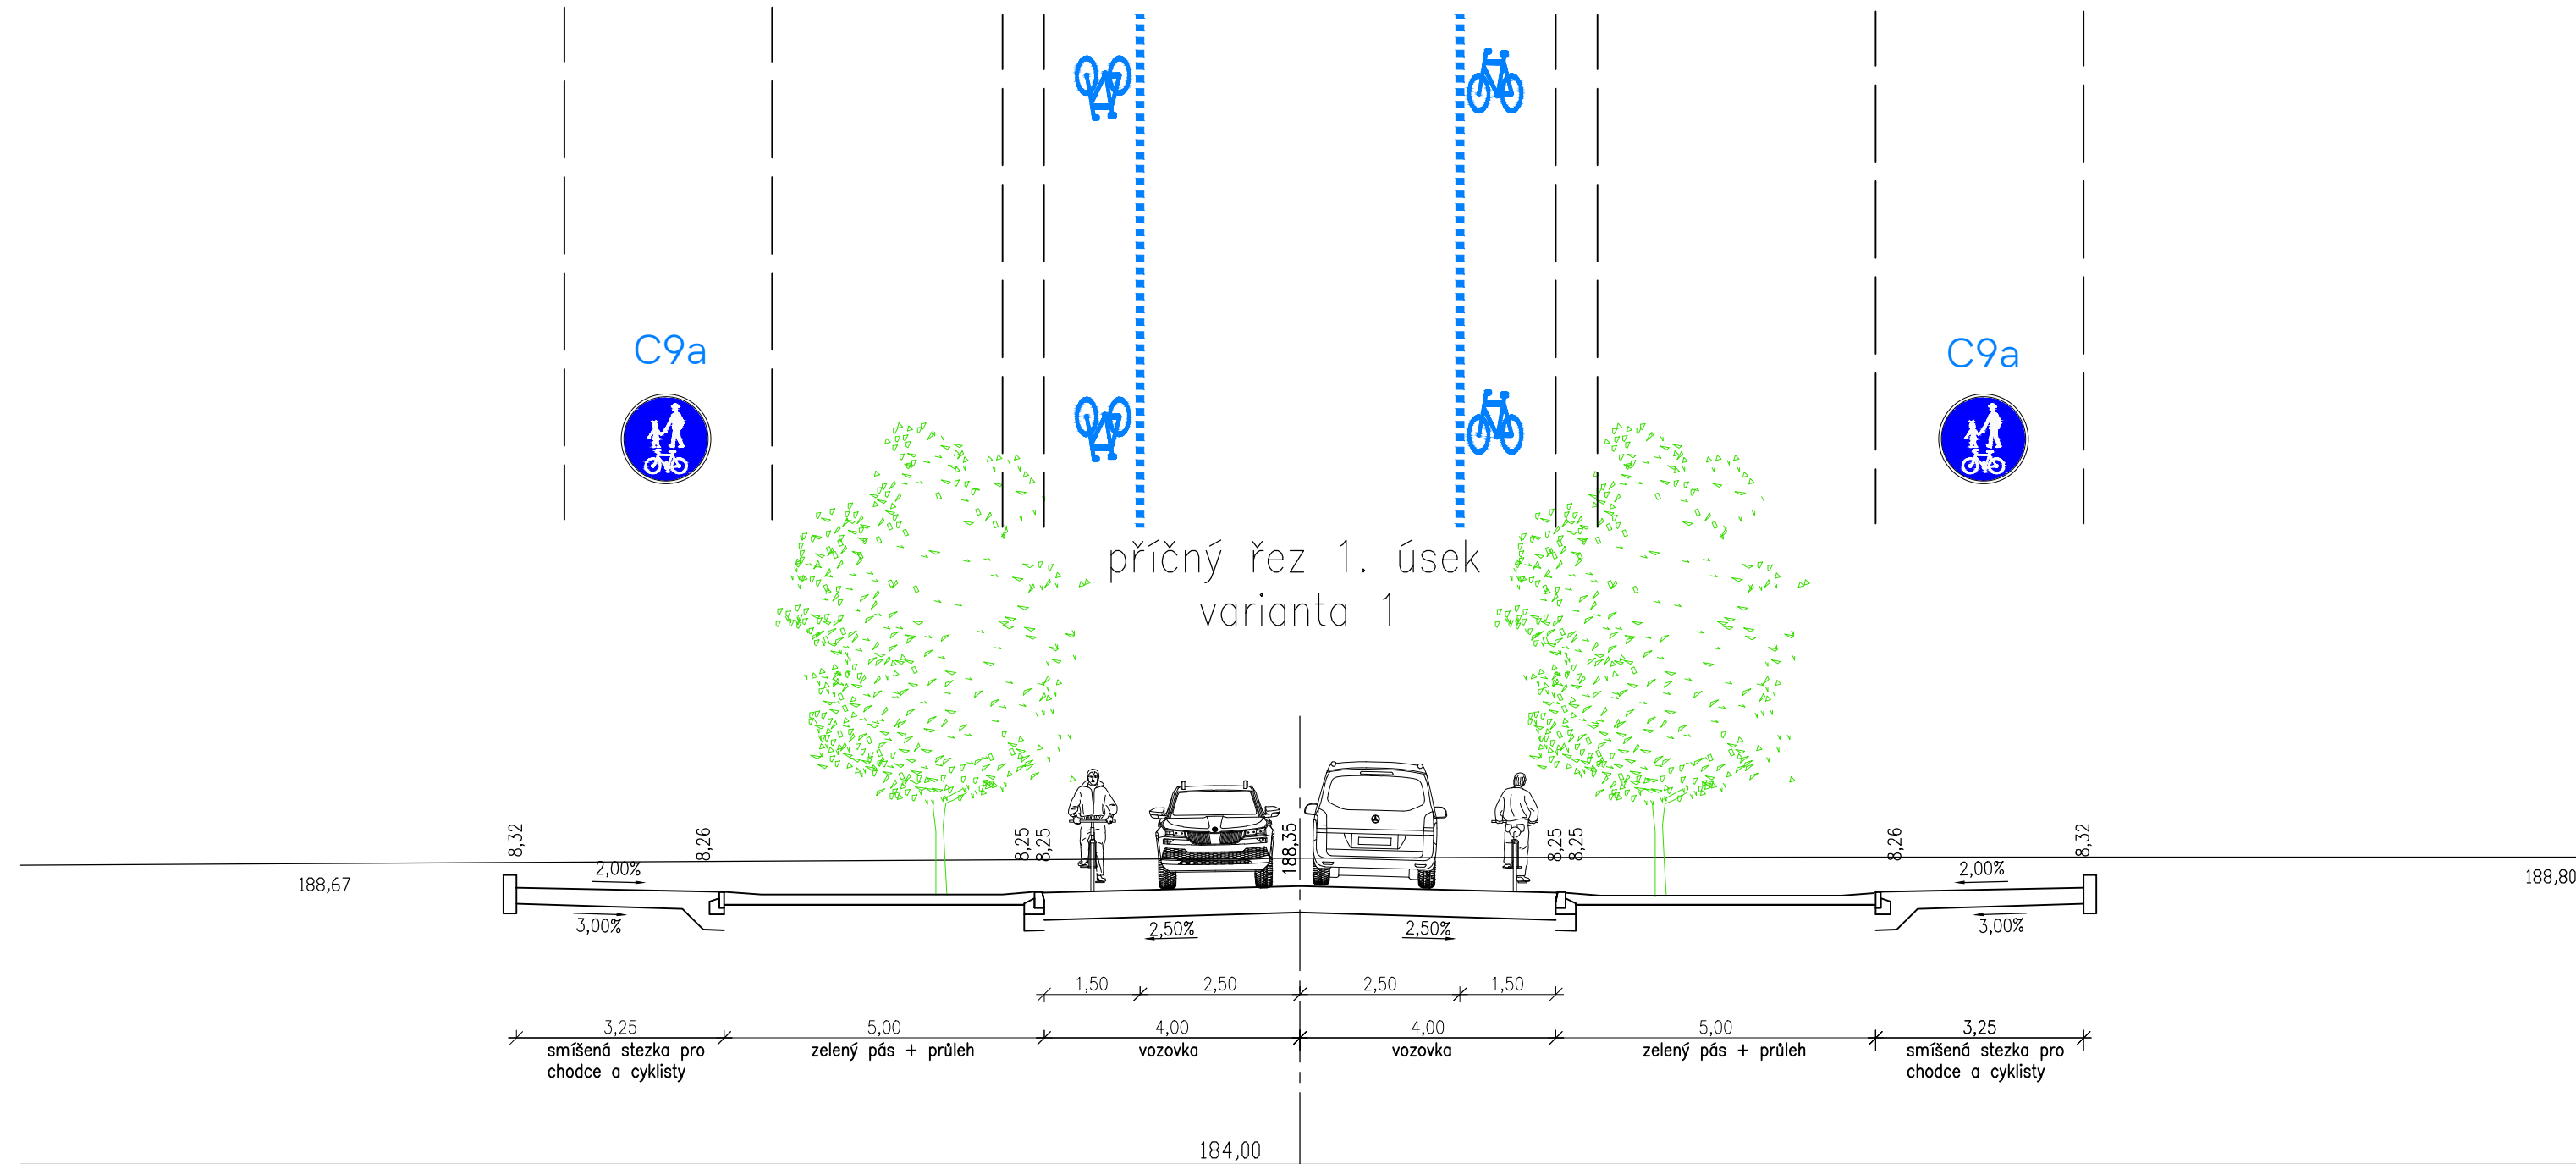 C9a
C9a
příčný řez 1. úsek
varianta 1
8,32
8,26
8,25
8,25
188,35
8,25
8,25
8,26
8,32
188,67
2,00%
2,00%
188,80
3,00%
2,50%
2,50%
3,00%
1,50
2,50
2,50
1,50
3,25
5,00
4,00
4,00
5,00
3,25
smíšená stezka pro
chodce a cyklisty
zelený pás + průleh
vozovka
vozovka
zelený pás + průleh
smíšená stezka pro
chodce a cyklisty
184,00